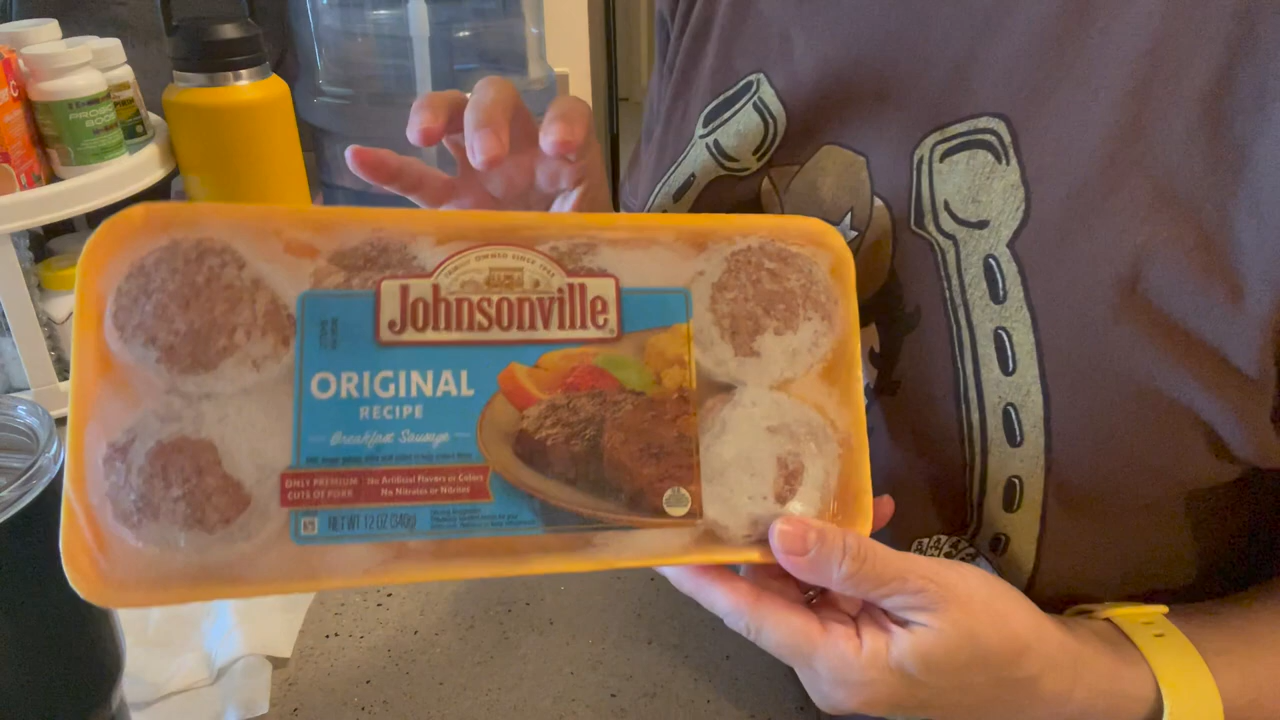 FAMILY OWNED SINCE 1945
Johnsonville
ORIGINAL
RECIPE
Breakfast Sausage
ONLY PREMIUM
CUTS OF PORK
No Artificial Flavors or Colors
No Nitrates or Nitrites
NET WT 12 OZ (340g)